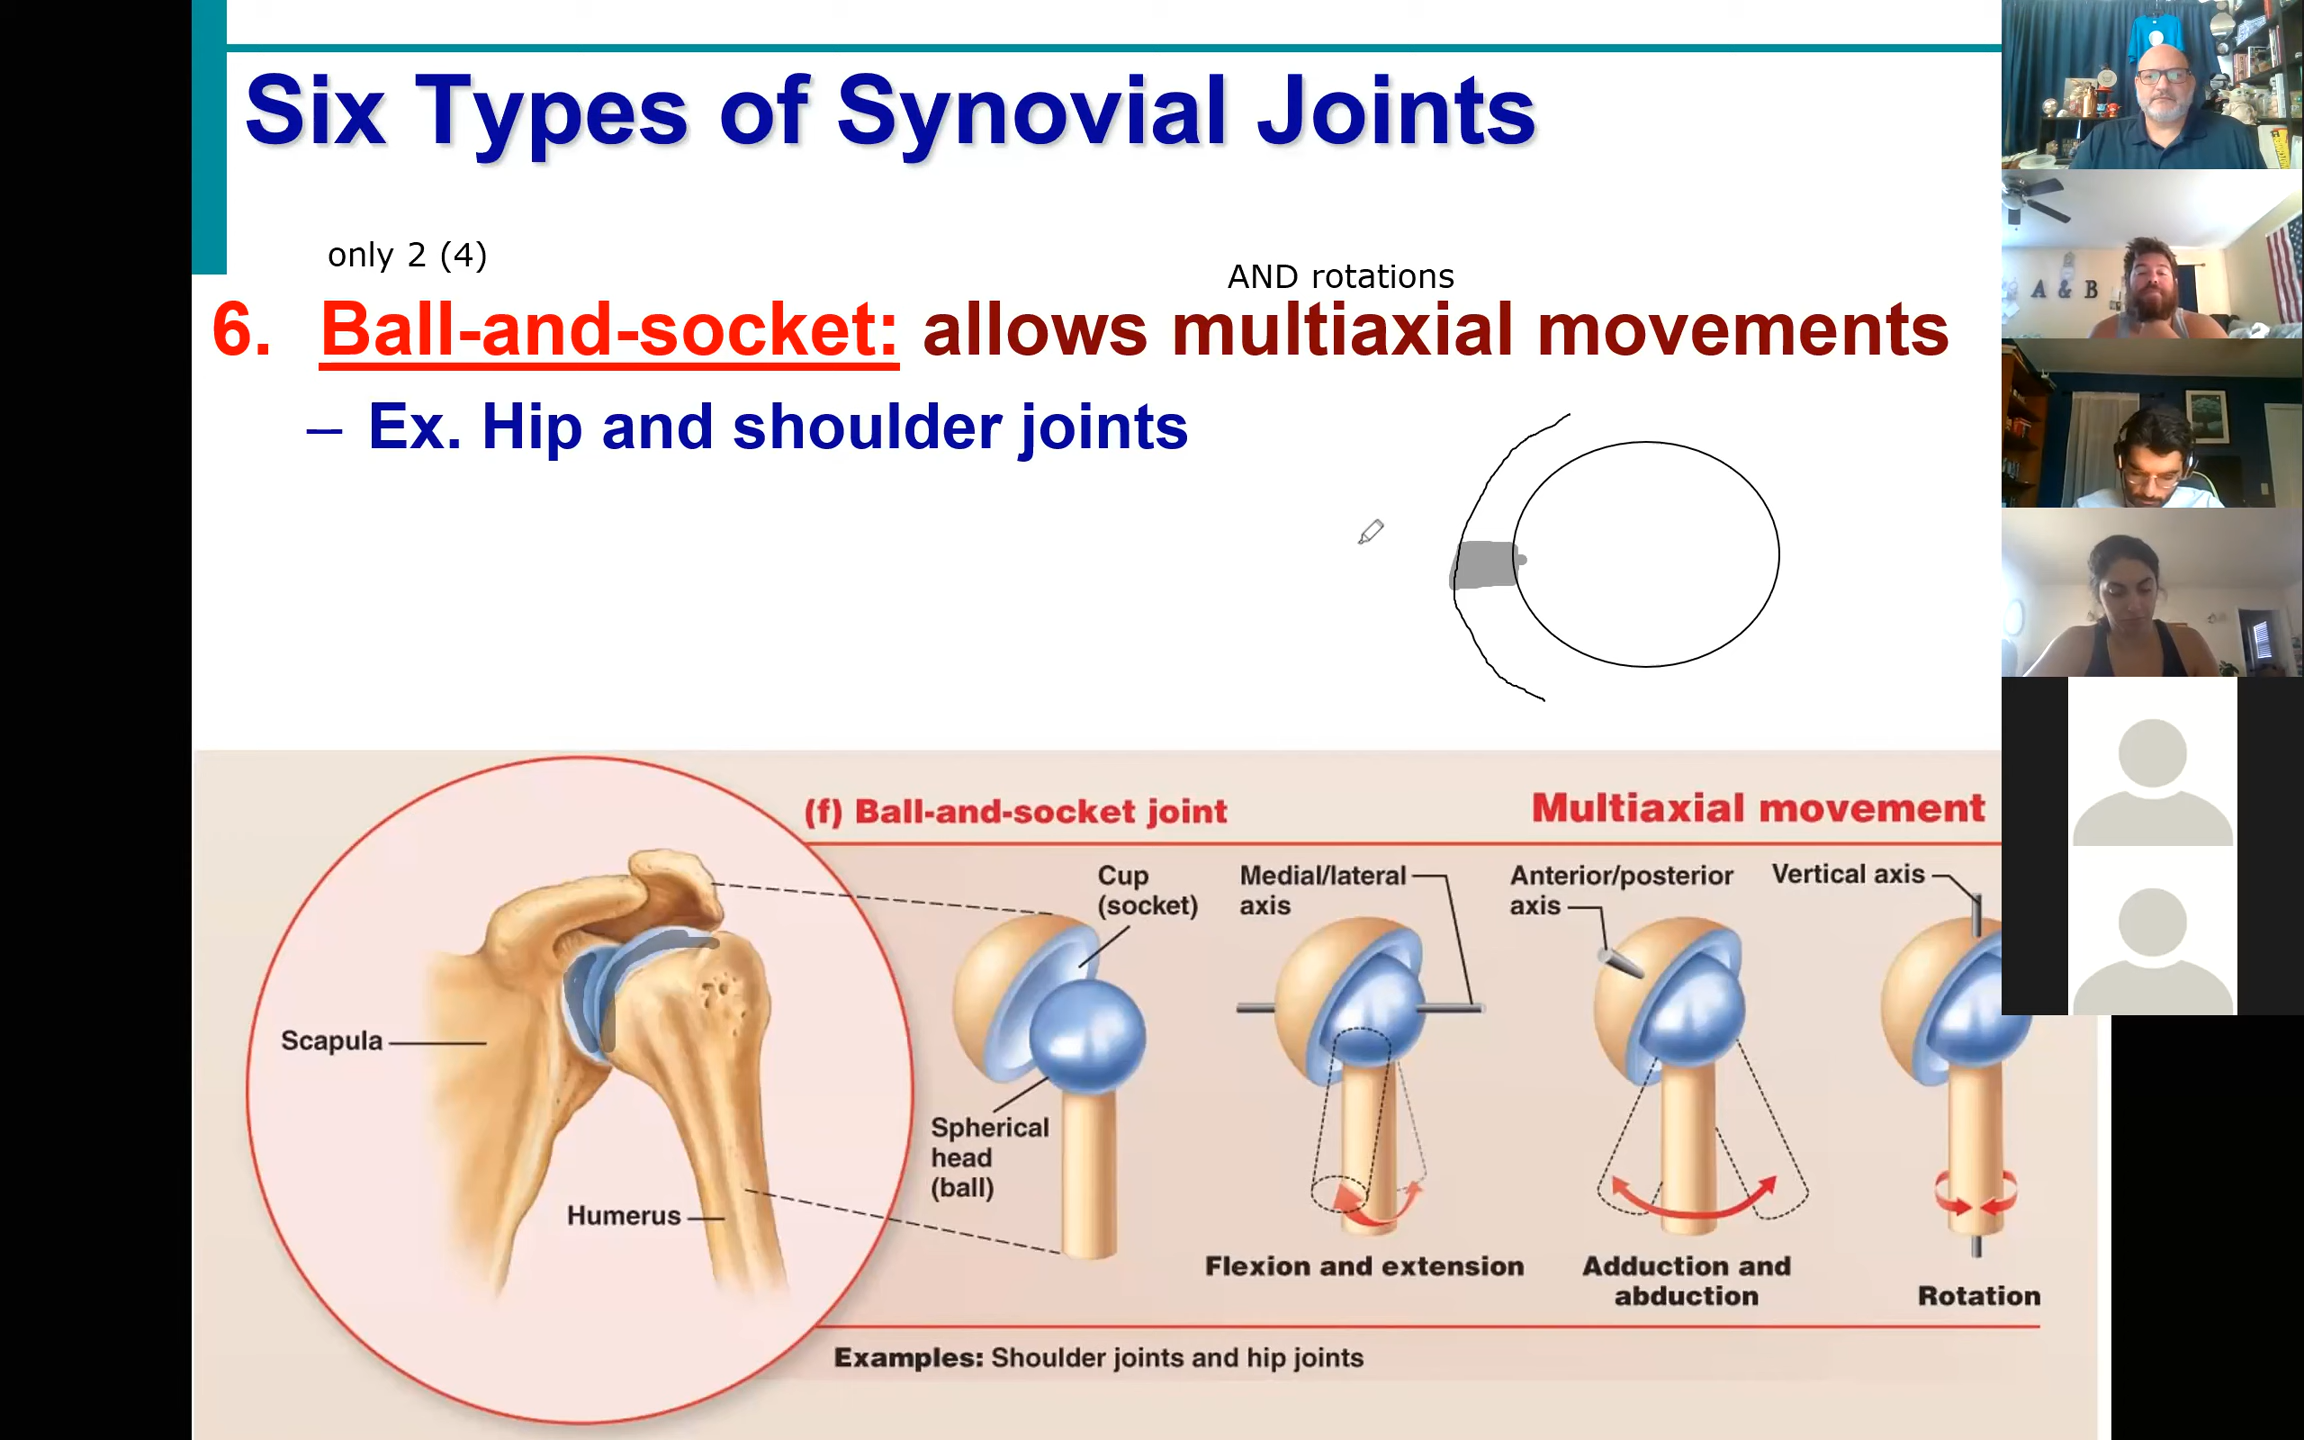 Six Types of Synovial Joints
only 2 (4)
AND rotations
6. Ball-and-socket: allows multiaxial movements
– Ex. Hip and shoulder joints
A & B
(f) Ball-and-socket joint
Multiaxial movement
Cup
(socket)
Medial/lateral
axis
Anterior/posterior
axis
Vertical axis
Scapula
Humerus
Spherical
head
(ball)
Flexion and extension
Adduction and
abduction
Rotation
Examples: Shoulder joints and hip joints